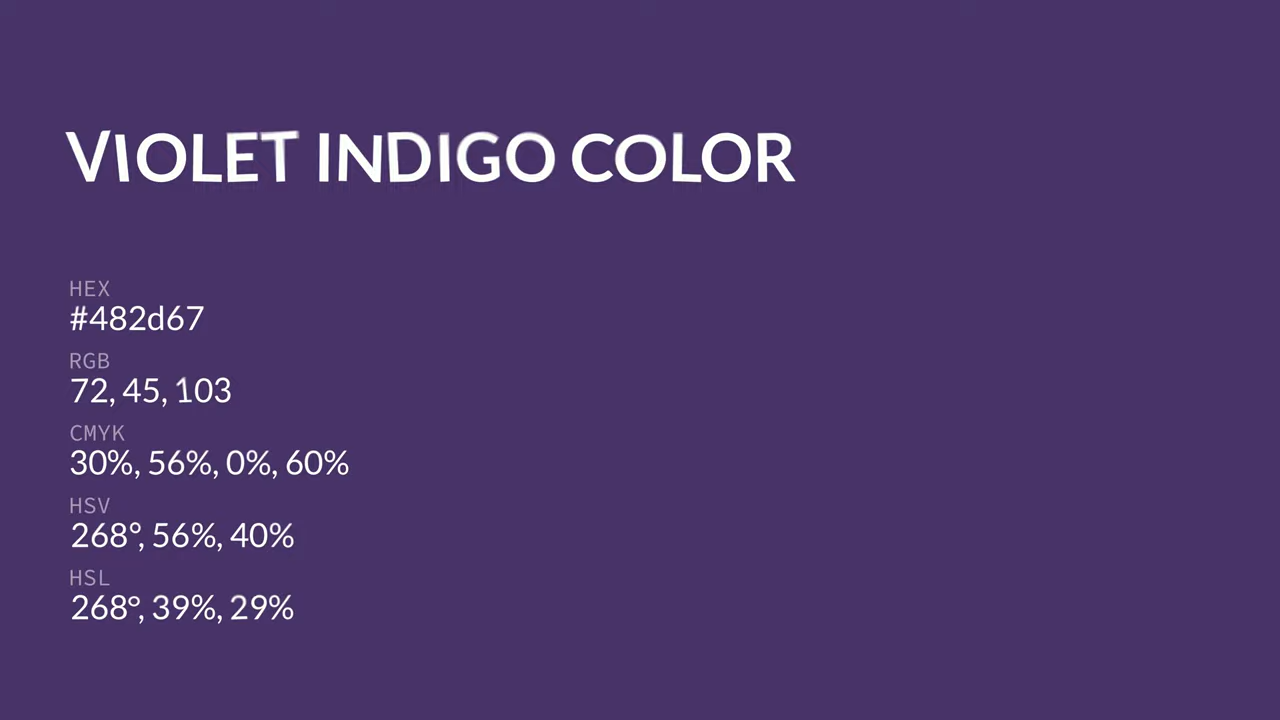 VIOLET INDIGO COLOR
HEX
#482d67
RGB
72, 45, 103
CMYK
30%, 56%, 0%, 60%
HSV
268°, 56%, 40%
HSL
268°, 39%, 29%